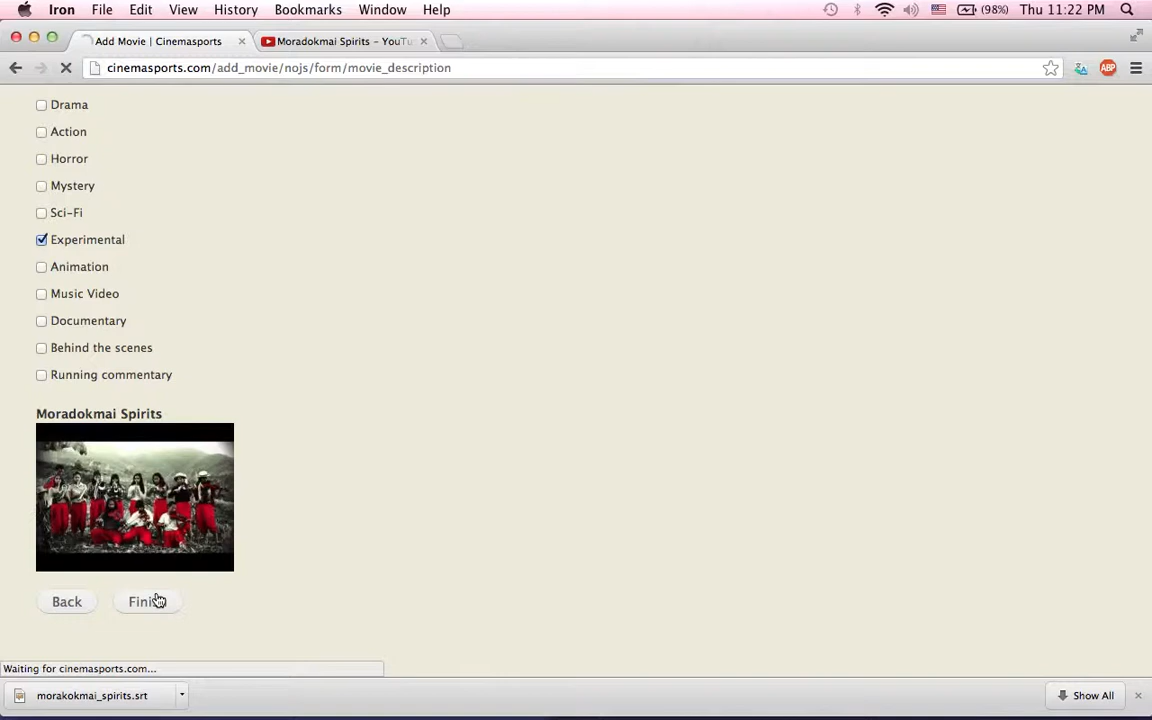 Iron File Edit View History Bookmarks Window Help (98%) Thu 11:22 PM
Add Movie | Cinemasports Moradokmai Spirits - YouTu
cinemasports.com/add_movie/nojs/form/movie_description ABP
Drama
Action
Horror
Mystery
Sci-Fi
Experimental
Animation
Music Video
Documentary
Behind the scenes
Running commentary
Moradokmai Spirits
Back Finish
Waiting for cinemasports.com...
morakokmai_spirits.srt Show All